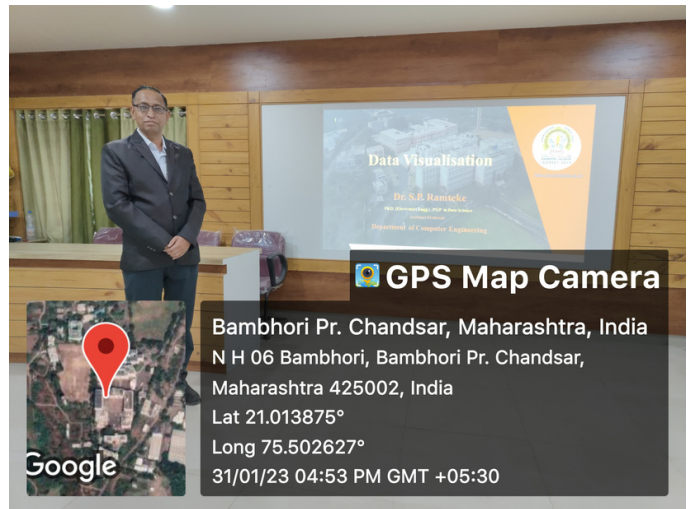 Data Visualisation
Dr. S.P. Ramteke
Department of Computer Engineering
GPS Map Camera
Bambhori Pr. Chandsar, Maharashtra, India
N H 06 Bambhori, Bambhori Pr. Chandsar,
Maharashtra 425002, India
Lat 21.013875°
Long 75.502627°
31/01/23 04:53 PM GMT +05:30
Google